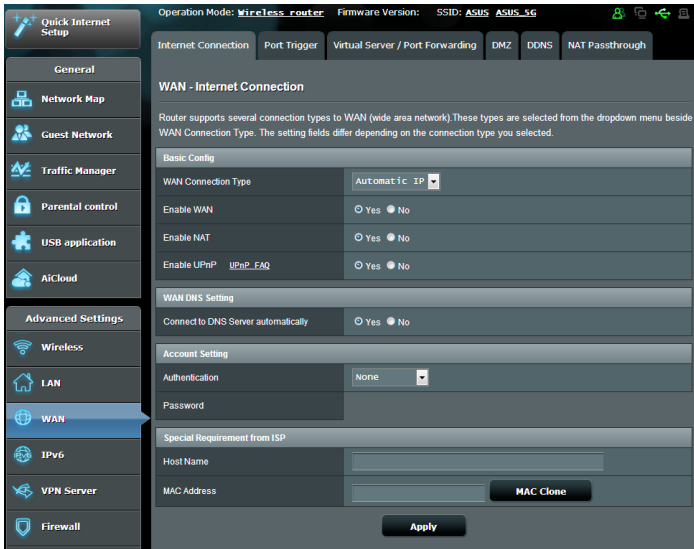 Quick Internet
Setup
General
Network Map
Guest Network
Traffic Manager
Parental control
USB application
AiCloud
Advanced Settings
Wireless
LAN
WAN
IPv6
VPN Server
Firewall
Operation Mode: Wireless router Firmware Version: SSID: ASUS ASUS_5G
Internet Connection Port Trigger Virtual Server / Port Forwarding DMZ DDNS NAT Passthrough
WAN - Internet Connection
Router supports several connection types to WAN (wide area network).These types are selected from the dropdown menu beside
WAN Connection Type. The setting fields differ depending on the connection type you selected.
Basic Config
WAN Connection Type Automatic IP
Enable WAN Yes No
Enable NAT Yes No
Enable UPnP UPnP FAQ Yes No
WAN DNS Setting
Connect to DNS Server automatically Yes No
Account Setting
Authentication None
Password
Special Requirement from ISP
Host Name
MAC Address MAC Clone
Apply